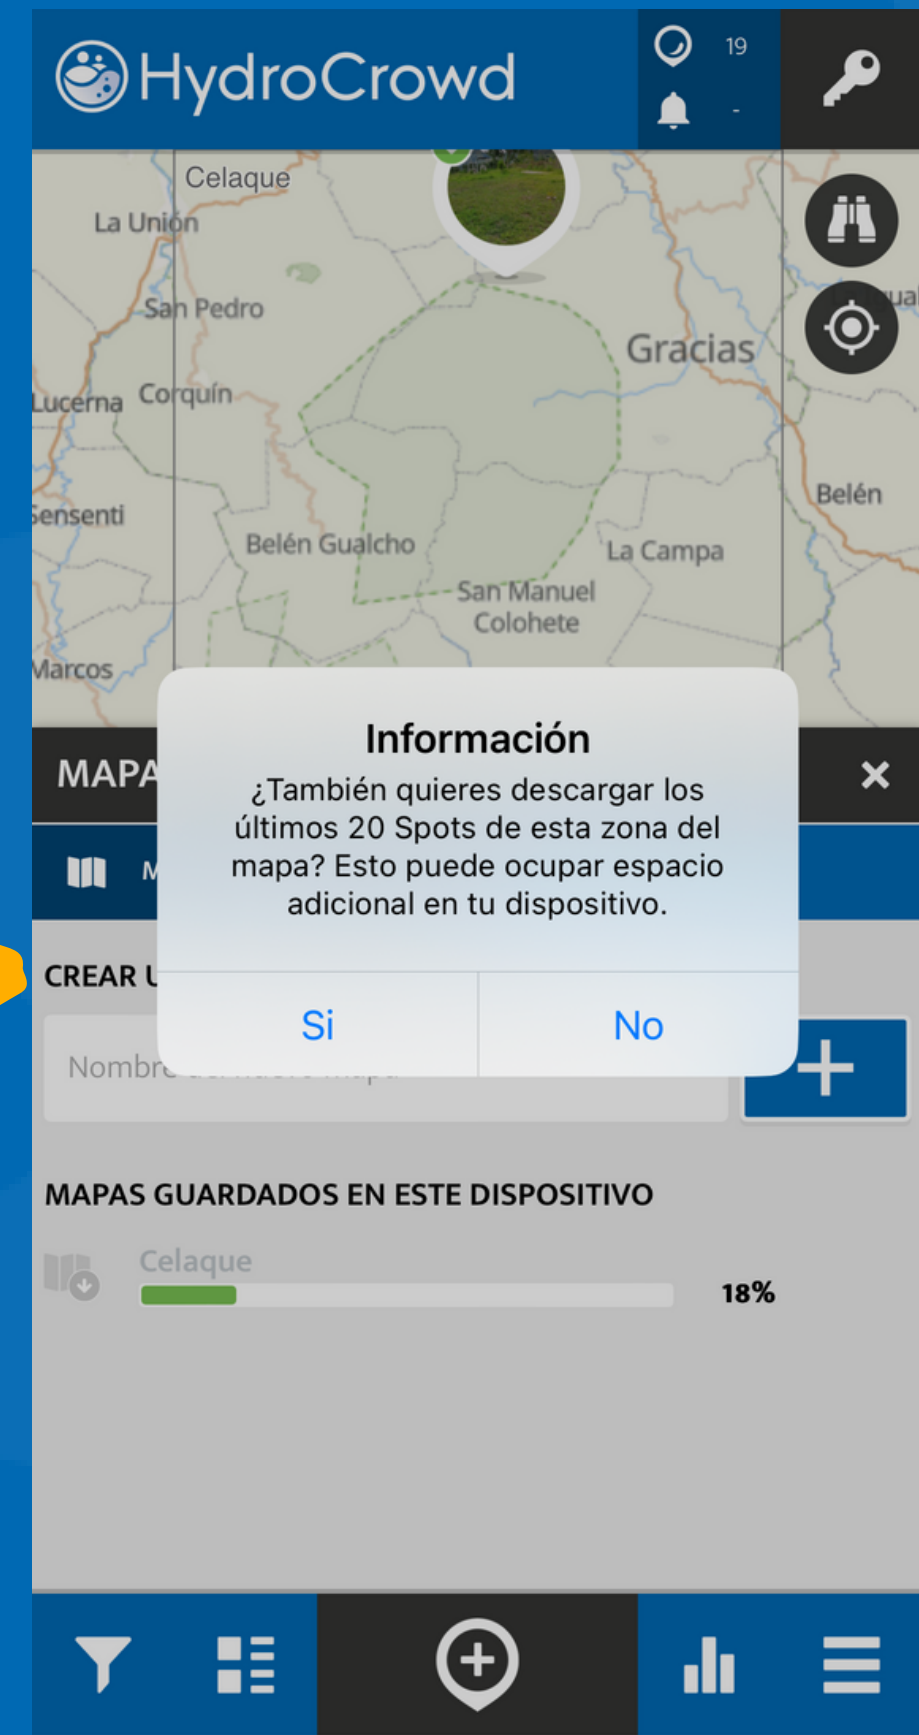 HydroCrowd
19
-
Celaque
La Unión
San Pedro
Gracias
Lucerna
Corquín
Sensenti
Belén
Belén Gualcho
La Campa
San Manuel
Colohete
Marcos
Información
¿También quieres descargar los
últimos 20 Spots de esta zona del
mapa? Esto puede ocupar espacio
adicional en tu dispositivo.
Si
No
MAPA
M
CREAR U
MAPAS GUARDADOS EN ESTE DISPOSITIVO
Celaque
18%